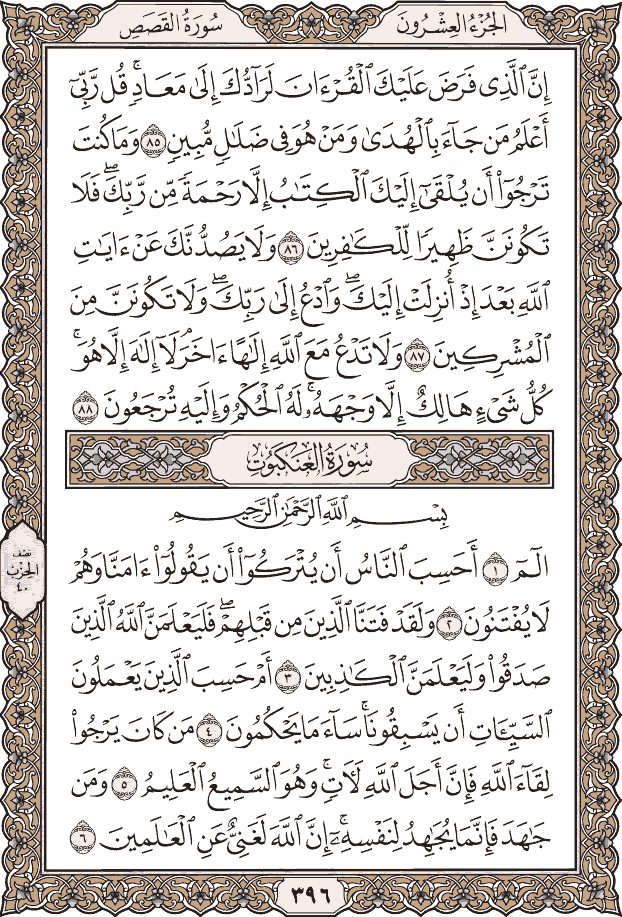 سُورَةُ القَصَصِ
الجُزْءُ العِشْرُونَ
إِنَّ ٱلَّذِى فَرَضَ عَلَيْكَ ٱلْقُرْءَانَ لَرَآدُّكَ إِلَىٰ مَعَادٍۚ قُل رَّبِّىٓ
أَعْلَمُ مَن جَآءَ بِٱلْهُدَىٰ وَمَنْ هُوَ فِى ضَلَٰلٍ مُّبِينٍ ٨٥ وَمَا كُنتَ
تَرْجُوٓا۟ أَن يُلْقَىٰٓ إِلَيْكَ ٱلْكِتَٰبُ إِلَّا رَحْمَةً مِّن رَّبِّكَۖ فَلَا
تَكُونَنَّ ظَهِيرًا لِّلْكَٰفِرِينَ ٨٦ وَلَا يَصُدُّنَّكَ عَنْ ءَايَٰتِ
ٱللَّهِ بَعْدَ إِذْ أُنزِلَتْ إِلَيْكَۖ وَٱدْعُ إِلَىٰ رَبِّكَۖ وَلَا تَكُونَنَّ مِنَ
ٱلْمُشْرِكِينَ ٨٧ وَلَا تَدْعُ مَعَ ٱللَّهِ إِلَٰهًا ءَاخَرَۘ لَآ إِلَٰهَ إِلَّا هُوَۚ
كُلُّ شَىْءٍ هَالِكٌ إِلَّا وَجْهَهُۥۚ لَهُ ٱلْحُكْمُ وَإِلَيْهِ تُرْجَعُونَ ٨٨
سُورَةُ العَنكَبُوتِ
بِسْمِ ٱللَّهِ ٱلرَّحْمَٰنِ ٱلرَّحِيمِ
الٓمٓ ١ أَحَسِبَ ٱلنَّاسُ أَن يُتْرَكُوٓا۟ أَن يَقُولُوٓا۟ ءَامَنَّا وَهُمْ
لَا يُفْتَنُونَ ٢ وَلَقَدْ فَتَنَّا ٱلَّذِينَ مِن قَبْلِهِمْۖ فَلَيَعْلَمَنَّ ٱللَّهُ ٱلَّذِينَ
صَدَقُوا۟ وَلَيَعْلَمَنَّ ٱلْكَٰذِبِينَ ٣ أَمْ حَسِبَ ٱلَّذِينَ يَعْمَلُونَ
ٱلسَّيِّـَٔاتِ أَن يَسْبِقُونَاۚ سَآءَ مَا يَحْكُمُونَ ٤ مَن كَانَ يَرْجُوا۟
لِقَآءَ ٱللَّهِ فَإِنَّ أَجَلَ ٱللَّهِ لَءَاتٍۚ وَهُوَ ٱلسَّمِيعُ ٱلْعَلِيمُ ٥ وَمَن
جَٰهَدَ فَإِنَّمَا يُجَٰهِدُ لِنَفْسِهِۦٓۚ إِنَّ ٱللَّهَ لَغَنِىٌّ عَنِ ٱلْعَٰلَمِينَ ٦
نصف
الحزب
٤٠
٣٩٦